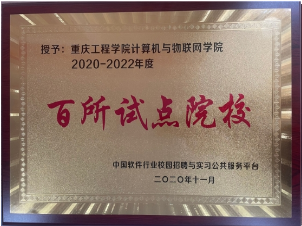 授予：重庆工程学院计算机与物联网学院
2020-2022年度
百所试点院校
中国软件行业校园招聘与实习公共服务平台
二〇二〇年十一月